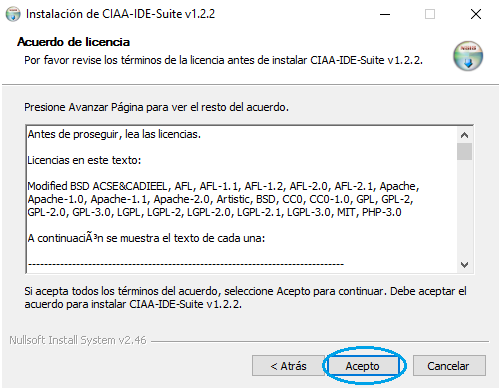 Instalación de CIAA-IDE-Suite v1.2.2
Acuerdo de licencia
Por favor revise los términos de la licencia antes de instalar CIAA-IDE-Suite v1.2.2.
Presione Avanzar Página para ver el resto del acuerdo.
Antes de proseguir, lea las licencias.
Licencias en este texto:
Modified BSD ACSE&CADIEEL, AFL, AFL-1.1, AFL-1.2, AFL-2.0, AFL-2.1, Apache,
Apache-1.0, Apache-1.1, Apache-2.0, Artistic, BSD, CC0, CC0-1.0, GPL, GPL-2,
GPL-2.0, GPL-3.0, LGPL, LGPL-2, LGPL-2.0, LGPL-2.1, LGPL-3.0, MIT, PHP-3.0
A continuaciÃ³n se muestra el texto de cada una:
-------------------------------------------------------------------------------
Si acepta todos los términos del acuerdo, seleccione Acepto para continuar. Debe aceptar el
acuerdo para instalar CIAA-IDE-Suite v1.2.2.
Nullsoft Install System v2.46
< Atrás Acepto Cancelar